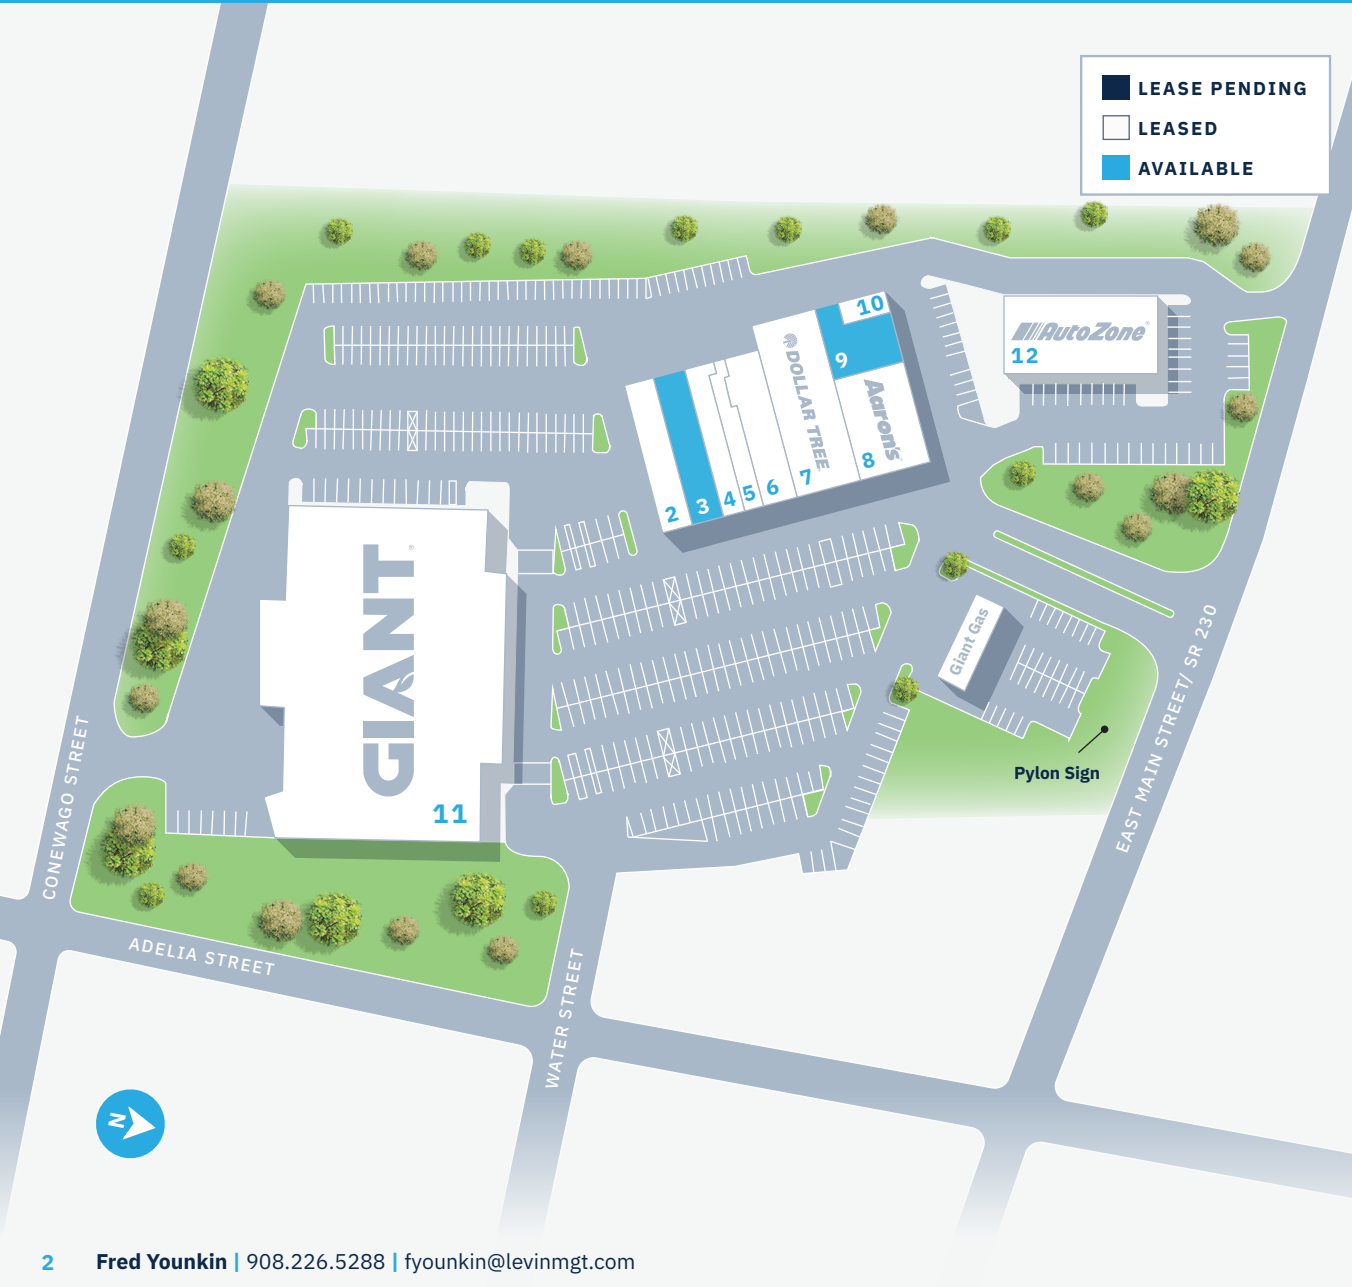 LEASE PENDING
LEASED
AVAILABLE
10
9
AutoZone
12
DOLLAR TREE
Aaron's
2
3
4
5
6
7
8
GIANT
11
Giant Gas
Pylon Sign
CONEWAGO STREET
EAST MAIN STREET/ SR 230
ADELIA STREET
WATER STREET
N
2 Fred Younkin | 908.226.5288 | fyounkin@levinmgt.com